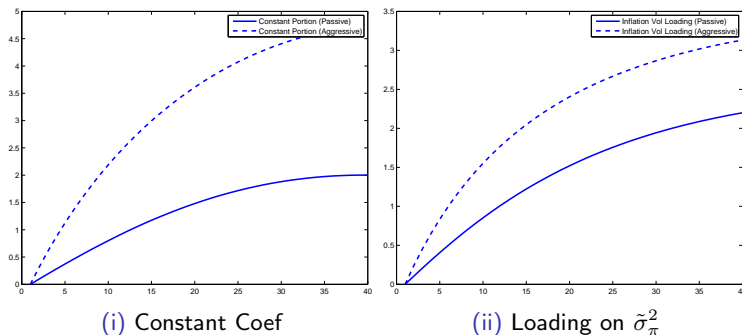 5
4.5
4
3.5
3
2.5
2
1.5
1
0.5
0
0 5 10 15 20 25 30 35 40
Constant Portion (Passive)
Constant Portion (Aggressive)
(i) Constant Coef
3.5
3
2.5
2
1.5
1
0.5
0
0 5 10 15 20 25 30 35 40
Inflation Vol Loading (Passive)
Inflation Vol Loading (Aggressive)
(ii) Loading on σ̃²_π